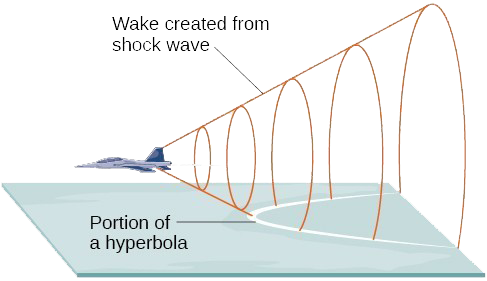 Wake created from
shock wave
Portion of
a hyperbola